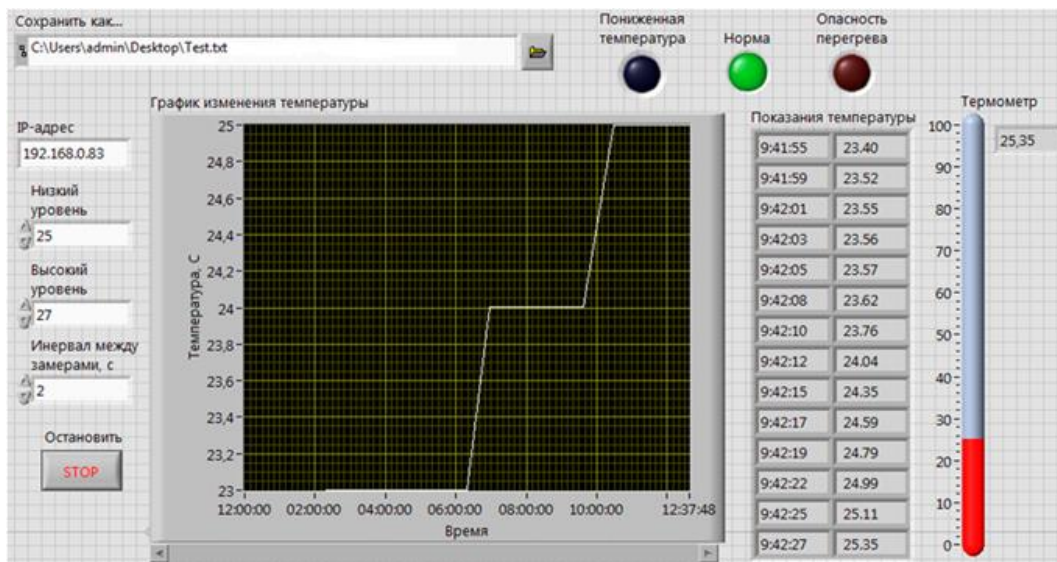 Сохранить как...
C:\Users\admin\Desktop\Test.txt
Пониженная
температура
Норма
Опасность
перегрева
IP-адрес
192.168.0.83
Низкий
уровень
25
Высокий
уровень
27
Инервал между
замерами, с
2
Остановить
STOP
График изменения температуры
Температура, С
25
24,8
24,6
24,4
24,2
24
23,8
23,6
23,4
23,2
23
12:00:00 02:00:00 04:00:00 06:00:00 08:00:00 10:00:00 12:37:48
Время
Показания температуры
9:41:55 23.40
9:41:59 23.52
9:42:01 23.55
9:42:03 23.56
9:42:05 23.57
9:42:08 23.62
9:42:10 23.76
9:42:12 24.04
9:42:15 24.35
9:42:17 24.59
9:42:19 24.79
9:42:22 24.99
9:42:25 25.11
9:42:27 25.35
Термометр
25,35
100
90
80
70
60
50
40
30
20
10
0